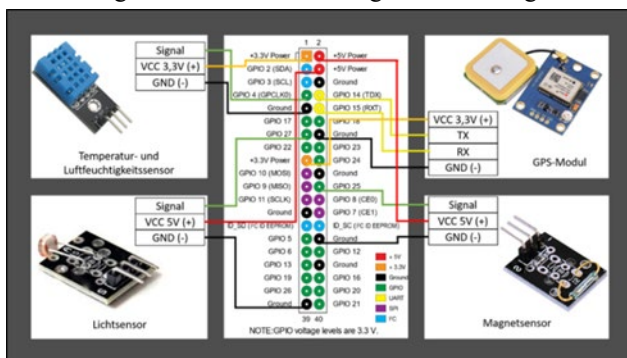 Signal
VCC 3,3V (+)
GND (-)
Temperatur- und
Luftfeuchtigkeitssensor
Signal
VCC 5V (+)
GND (-)
Lichtsensor
1 2
+3.3V Power
+5V Power
GPIO 2 (SDA)
+5V Power
GPIO 3 (SCL)
Ground
GPIO 4 (GPCLK0)
GPIO 14 (TDX)
Ground
GPIO 15 (RXT)
GPIO 17
GPIO 18
GPIO 27
Ground
GPIO 22
GPIO 23
+3.3V Power
GPIO 24
GPIO 10 (MOSI)
Ground
GPIO 9 (MISO)
GPIO 25
GPIO 11 (SCLK)
GPIO 8 (CE0)
Ground
GPIO 7 (CE1)
ID_SD (I²C ID EEPROM)
ID_SC (I²C ID EEPROM)
GPIO 5
Ground
GPIO 6
GPIO 12
GPIO 13
Ground
GPIO 19
GPIO 16
GPIO 26
GPIO 20
Ground
GPIO 21
39 40
+ 5V
+ 3.3V
Ground
GPIO
UART
SPI
I²C
NOTE:GPIO voltage levels are 3.3 V.
VCC 3,3V (+)
TX
RX
GND (-)
GPS-Modul
Signal
VCC 5V (+)
GND (-)
Magnetsensor